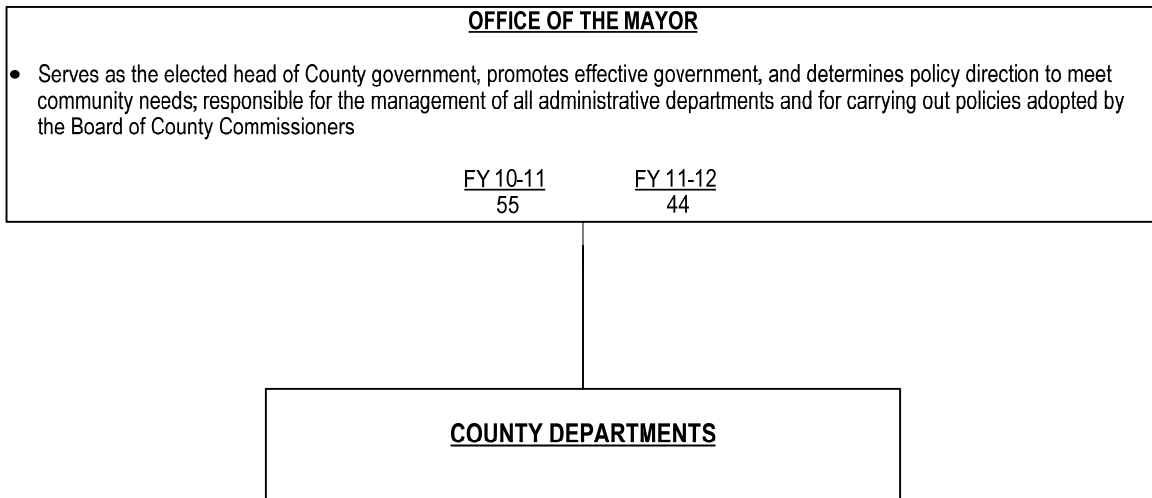 OFFICE OF THE MAYOR
• Serves as the elected head of County government, promotes effective government, and determines policy direction to meet
community needs; responsible for the management of all administrative departments and for carrying out policies adopted by
the Board of County Commissioners
FY 10-11 FY 11-12
55 44
COUNTY DEPARTMENTS